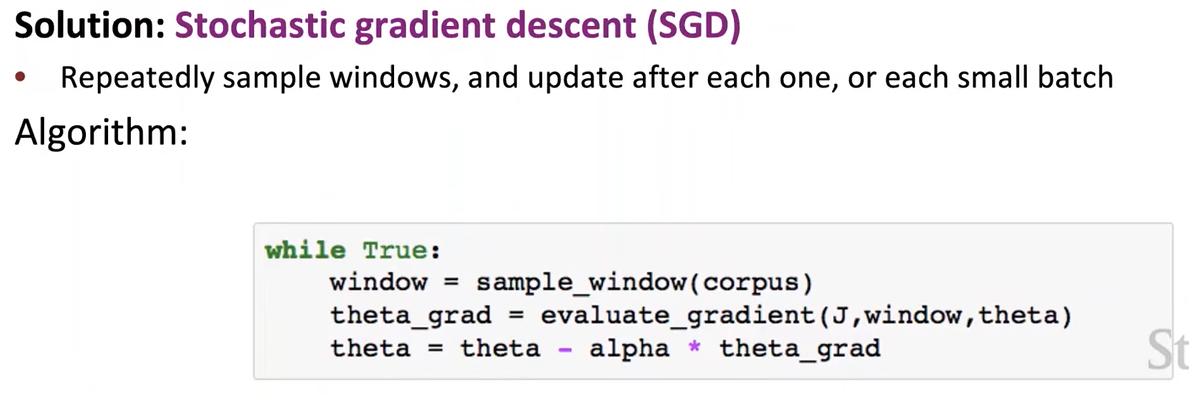 Solution: Stochastic gradient descent (SGD)
• Repeatedly sample windows, and update after each one, or each small batch
Algorithm:
while True:
    window = sample_window(corpus)
    theta_grad = evaluate_gradient(J,window,theta)
    theta = theta - alpha * theta_grad
St